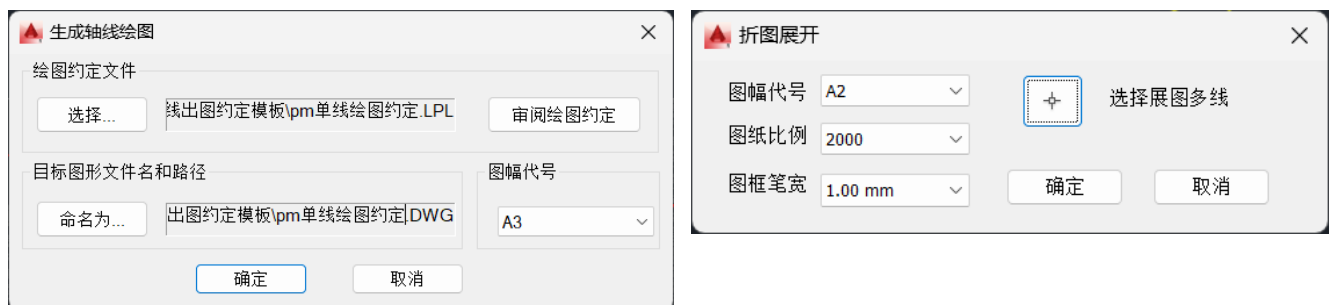 生成轴线绘图
绘图约定文件
选择...
线出图约定模板\pm单线绘图约定.LPL
审阅绘图约定
目标图形文件名和路径
命名为...
出图约定模板\pm单线绘图约定.DWG
图幅代号
A3
确定
取消
折图展开
图幅代号
A2
图纸比例
2000
图框笔宽
1.00 mm
选择展图多线
确定
取消